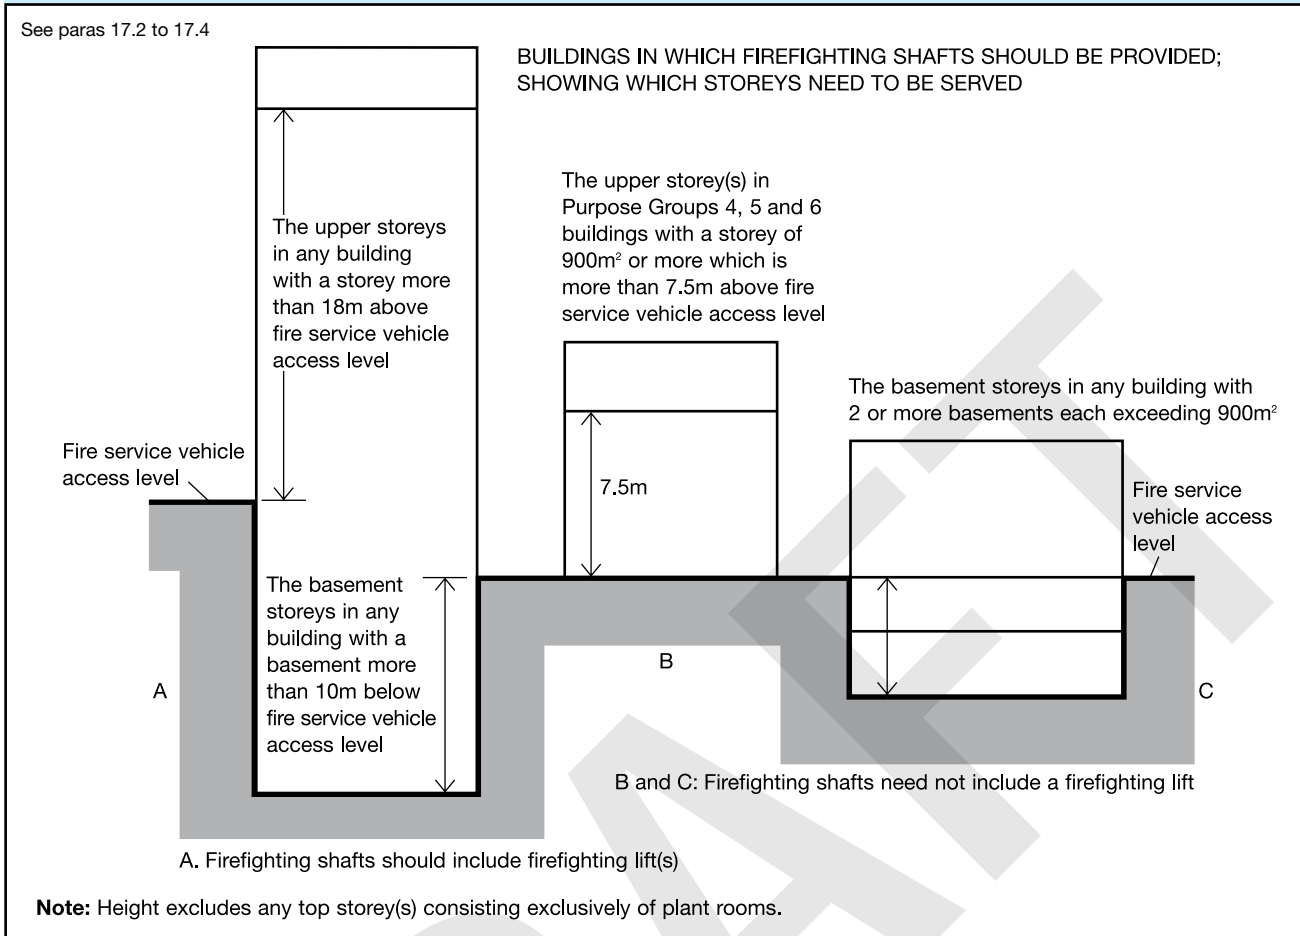 See paras 17.2 to 17.4
BUILDINGS IN WHICH FIREFIGHTING SHAFTS SHOULD BE PROVIDED;
SHOWING WHICH STOREYS NEED TO BE SERVED
The upper storeys
in any building
with a storey more
than 18m above
fire service vehicle
access level
The upper storey(s) in
Purpose Groups 4, 5 and 6
buildings with a storey of
900m² or more which is
more than 7.5m above fire
service vehicle access level
The basement storeys in any building with
2 or more basements each exceeding 900m²
Fire service vehicle
access level
7.5m
Fire service
vehicle access
level
The basement
storeys in any
building with a
basement more
than 10m below
fire service vehicle
access level
A
B
C
B and C: Firefighting shafts need not include a firefighting lift
A. Firefighting shafts should include firefighting lift(s)
Note: Height excludes any top storey(s) consisting exclusively of plant rooms.